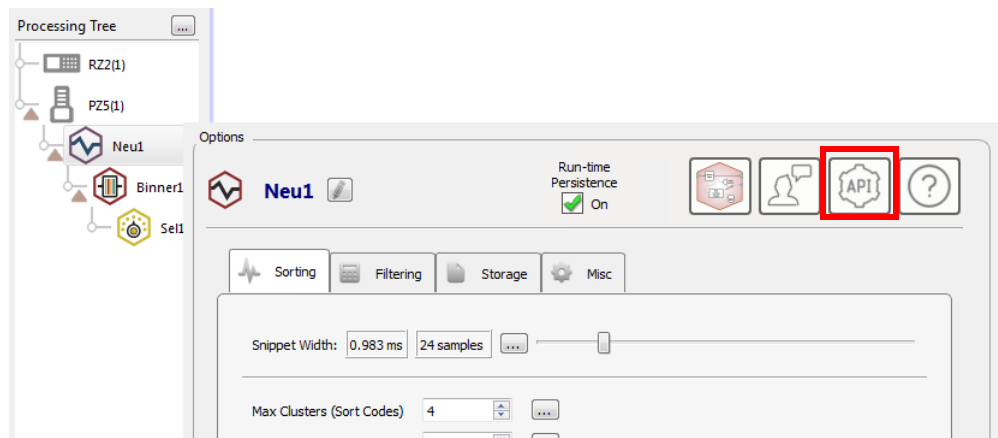 Processing Tree
...
RZ2(1)
PZ5(1)
Neu1
Binner1
Sel1
Options
Neu1
Run-time
Persistence
On
API
?
Sorting
Filtering
Storage
Misc
Snippet Width:
0.983 ms
24 samples
...
Max Clusters (Sort Codes)
4
...